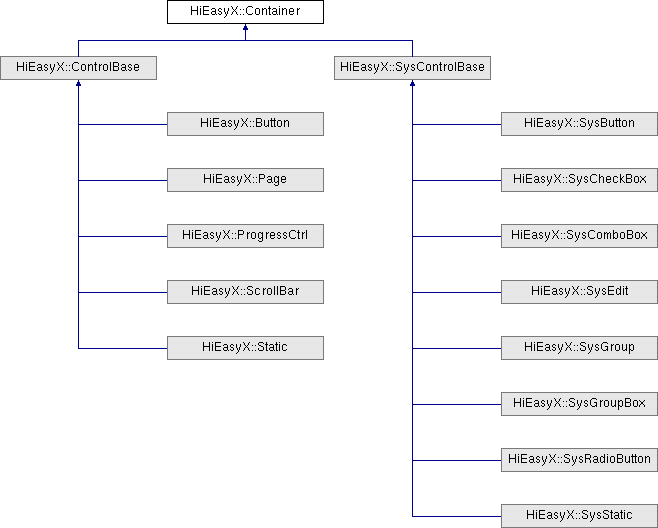 HiEasyX::Container
HiEasyX::ControlBase
HiEasyX::SysControlBase
HiEasyX::Button
HiEasyX::SysButton
HiEasyX::Page
HiEasyX::SysCheckBox
HiEasyX::ProgressCtrl
HiEasyX::SysComboBox
HiEasyX::ScrollBar
HiEasyX::SysEdit
HiEasyX::Static
HiEasyX::SysGroup
HiEasyX::SysGroupBox
HiEasyX::SysRadioButton
HiEasyX::SysStatic